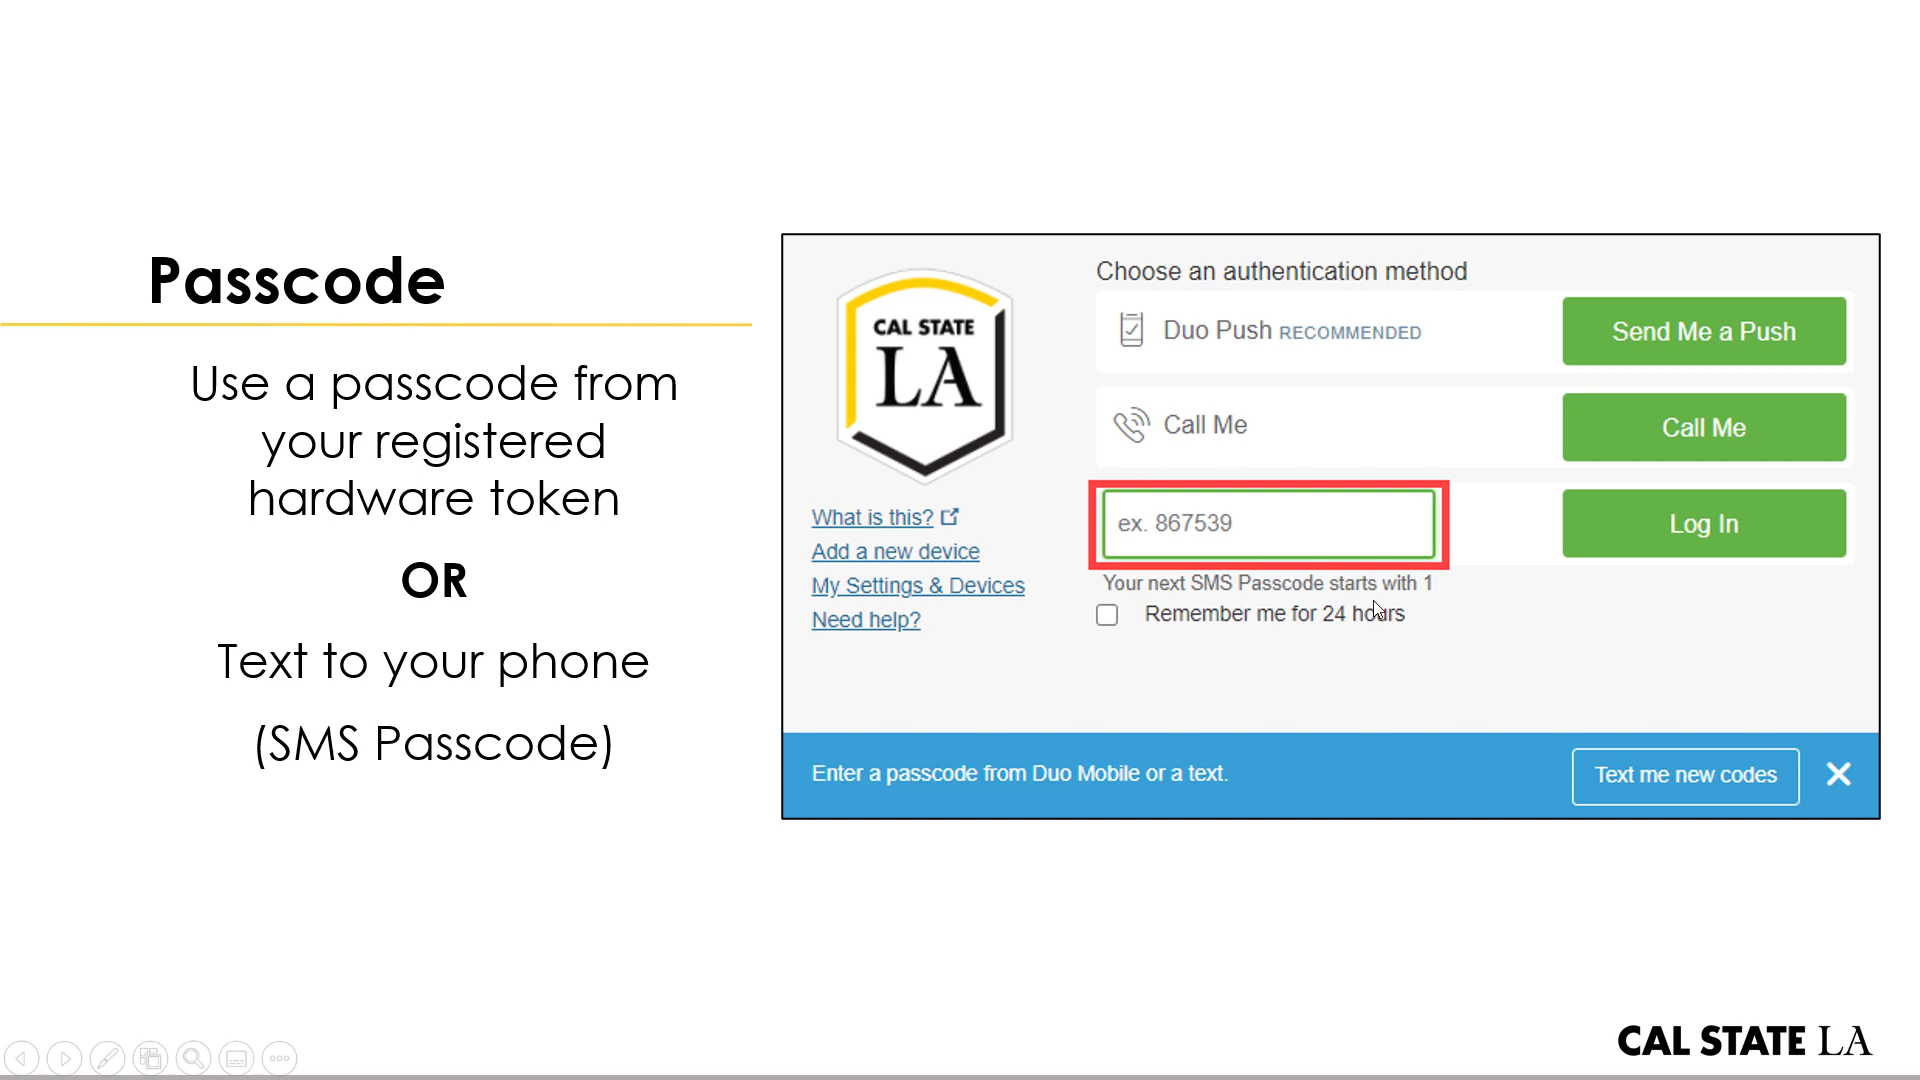 Passcode
Use a passcode from
your registered
hardware token
OR
Text to your phone
(SMS Passcode)
CAL STATE
LA
What is this?
Add a new device
My Settings & Devices
Need help?
Choose an authentication method
Duo Push RECOMMENDED
Send Me a Push
Call Me
Call Me
ex. 867539
Log In
Your next SMS Passcode starts with 1
Remember me for 24 hours
Enter a passcode from Duo Mobile or a text.
Text me new codes
CAL STATE LA